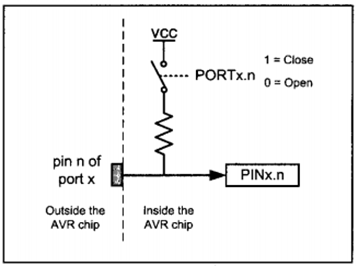 VCC
PORTx.n
1 = Close
0 = Open
pin n of
port x
PINx.n
Outside the
AVR chip
Inside the
AVR chip